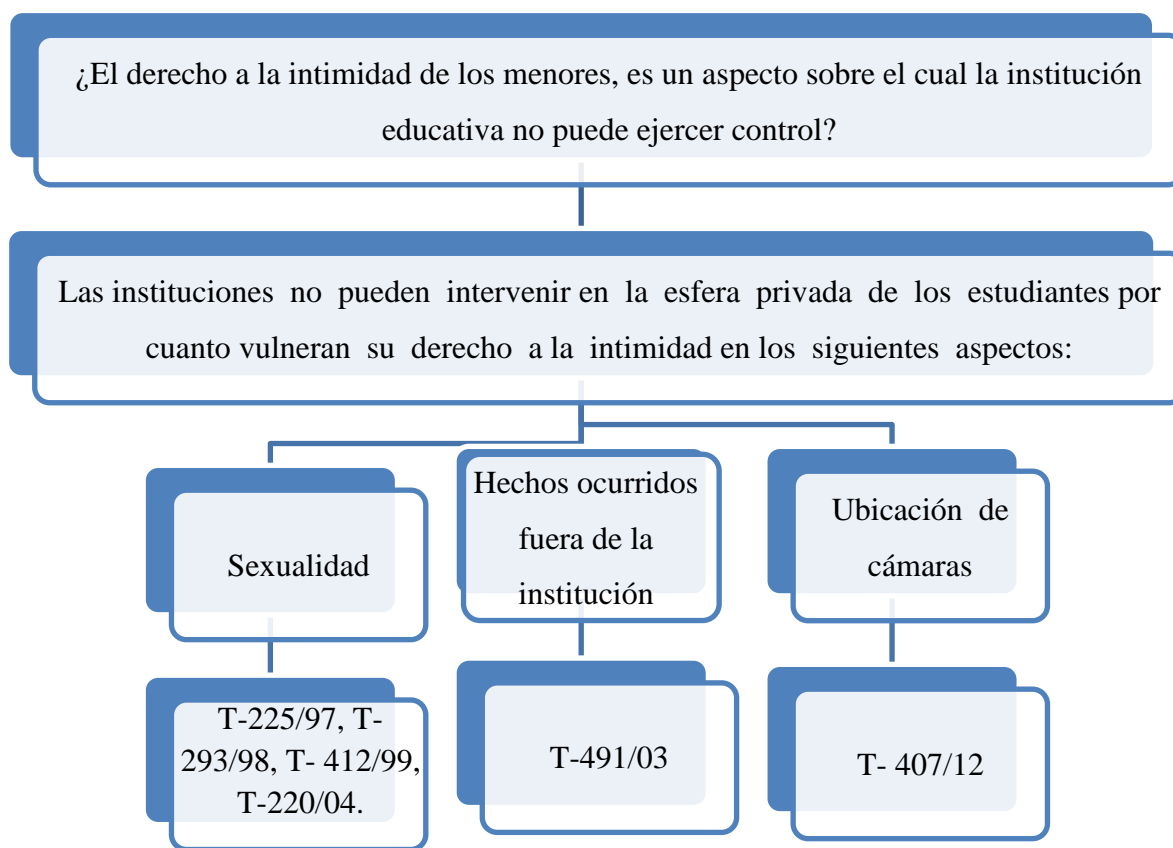 ¿El derecho a la intimidad de los menores, es un aspecto sobre el cual la institución
educativa no puede ejercer control?
Las instituciones no pueden intervenir en la esfera privada de los estudiantes por
cuanto vulneran su derecho a la intimidad en los siguientes aspectos:
Sexualidad
Hechos ocurridos
fuera de la
institución
Ubicación de
cámaras
T-225/97, T-
293/98, T- 412/99,
T-220/04.
T-491/03
T- 407/12